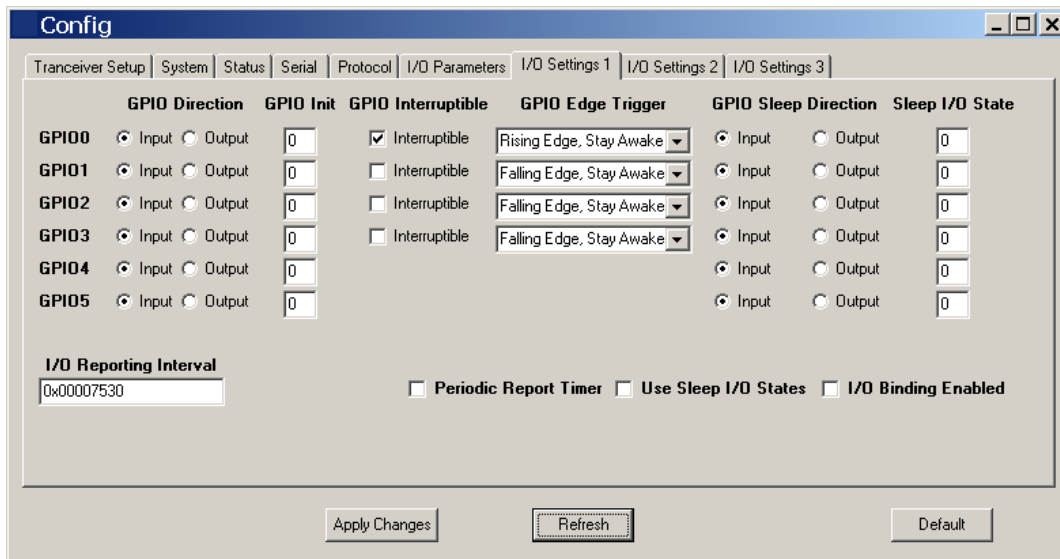 Config
Tranceiver Setup System Status Serial Protocol I/O Parameters I/O Settings 1 I/O Settings 2 I/O Settings 3
GPIO Direction GPIO Init GPIO Interruptible GPIO Edge Trigger GPIO Sleep Direction Sleep I/O State
GPIO0 Input Output 0 Interruptible Rising Edge, Stay Awake Input Output 0
GPIO1 Input Output 0 Interruptible Falling Edge, Stay Awake Input Output 0
GPIO2 Input Output 0 Interruptible Falling Edge, Stay Awake Input Output 0
GPIO3 Input Output 0 Interruptible Falling Edge, Stay Awake Input Output 0
GPIO4 Input Output 0 Input Output 0
GPIO5 Input Output 0 Input Output 0
I/O Reporting Interval
0x00007530 Periodic Report Timer Use Sleep I/O States I/O Binding Enabled
Apply Changes Refresh Default